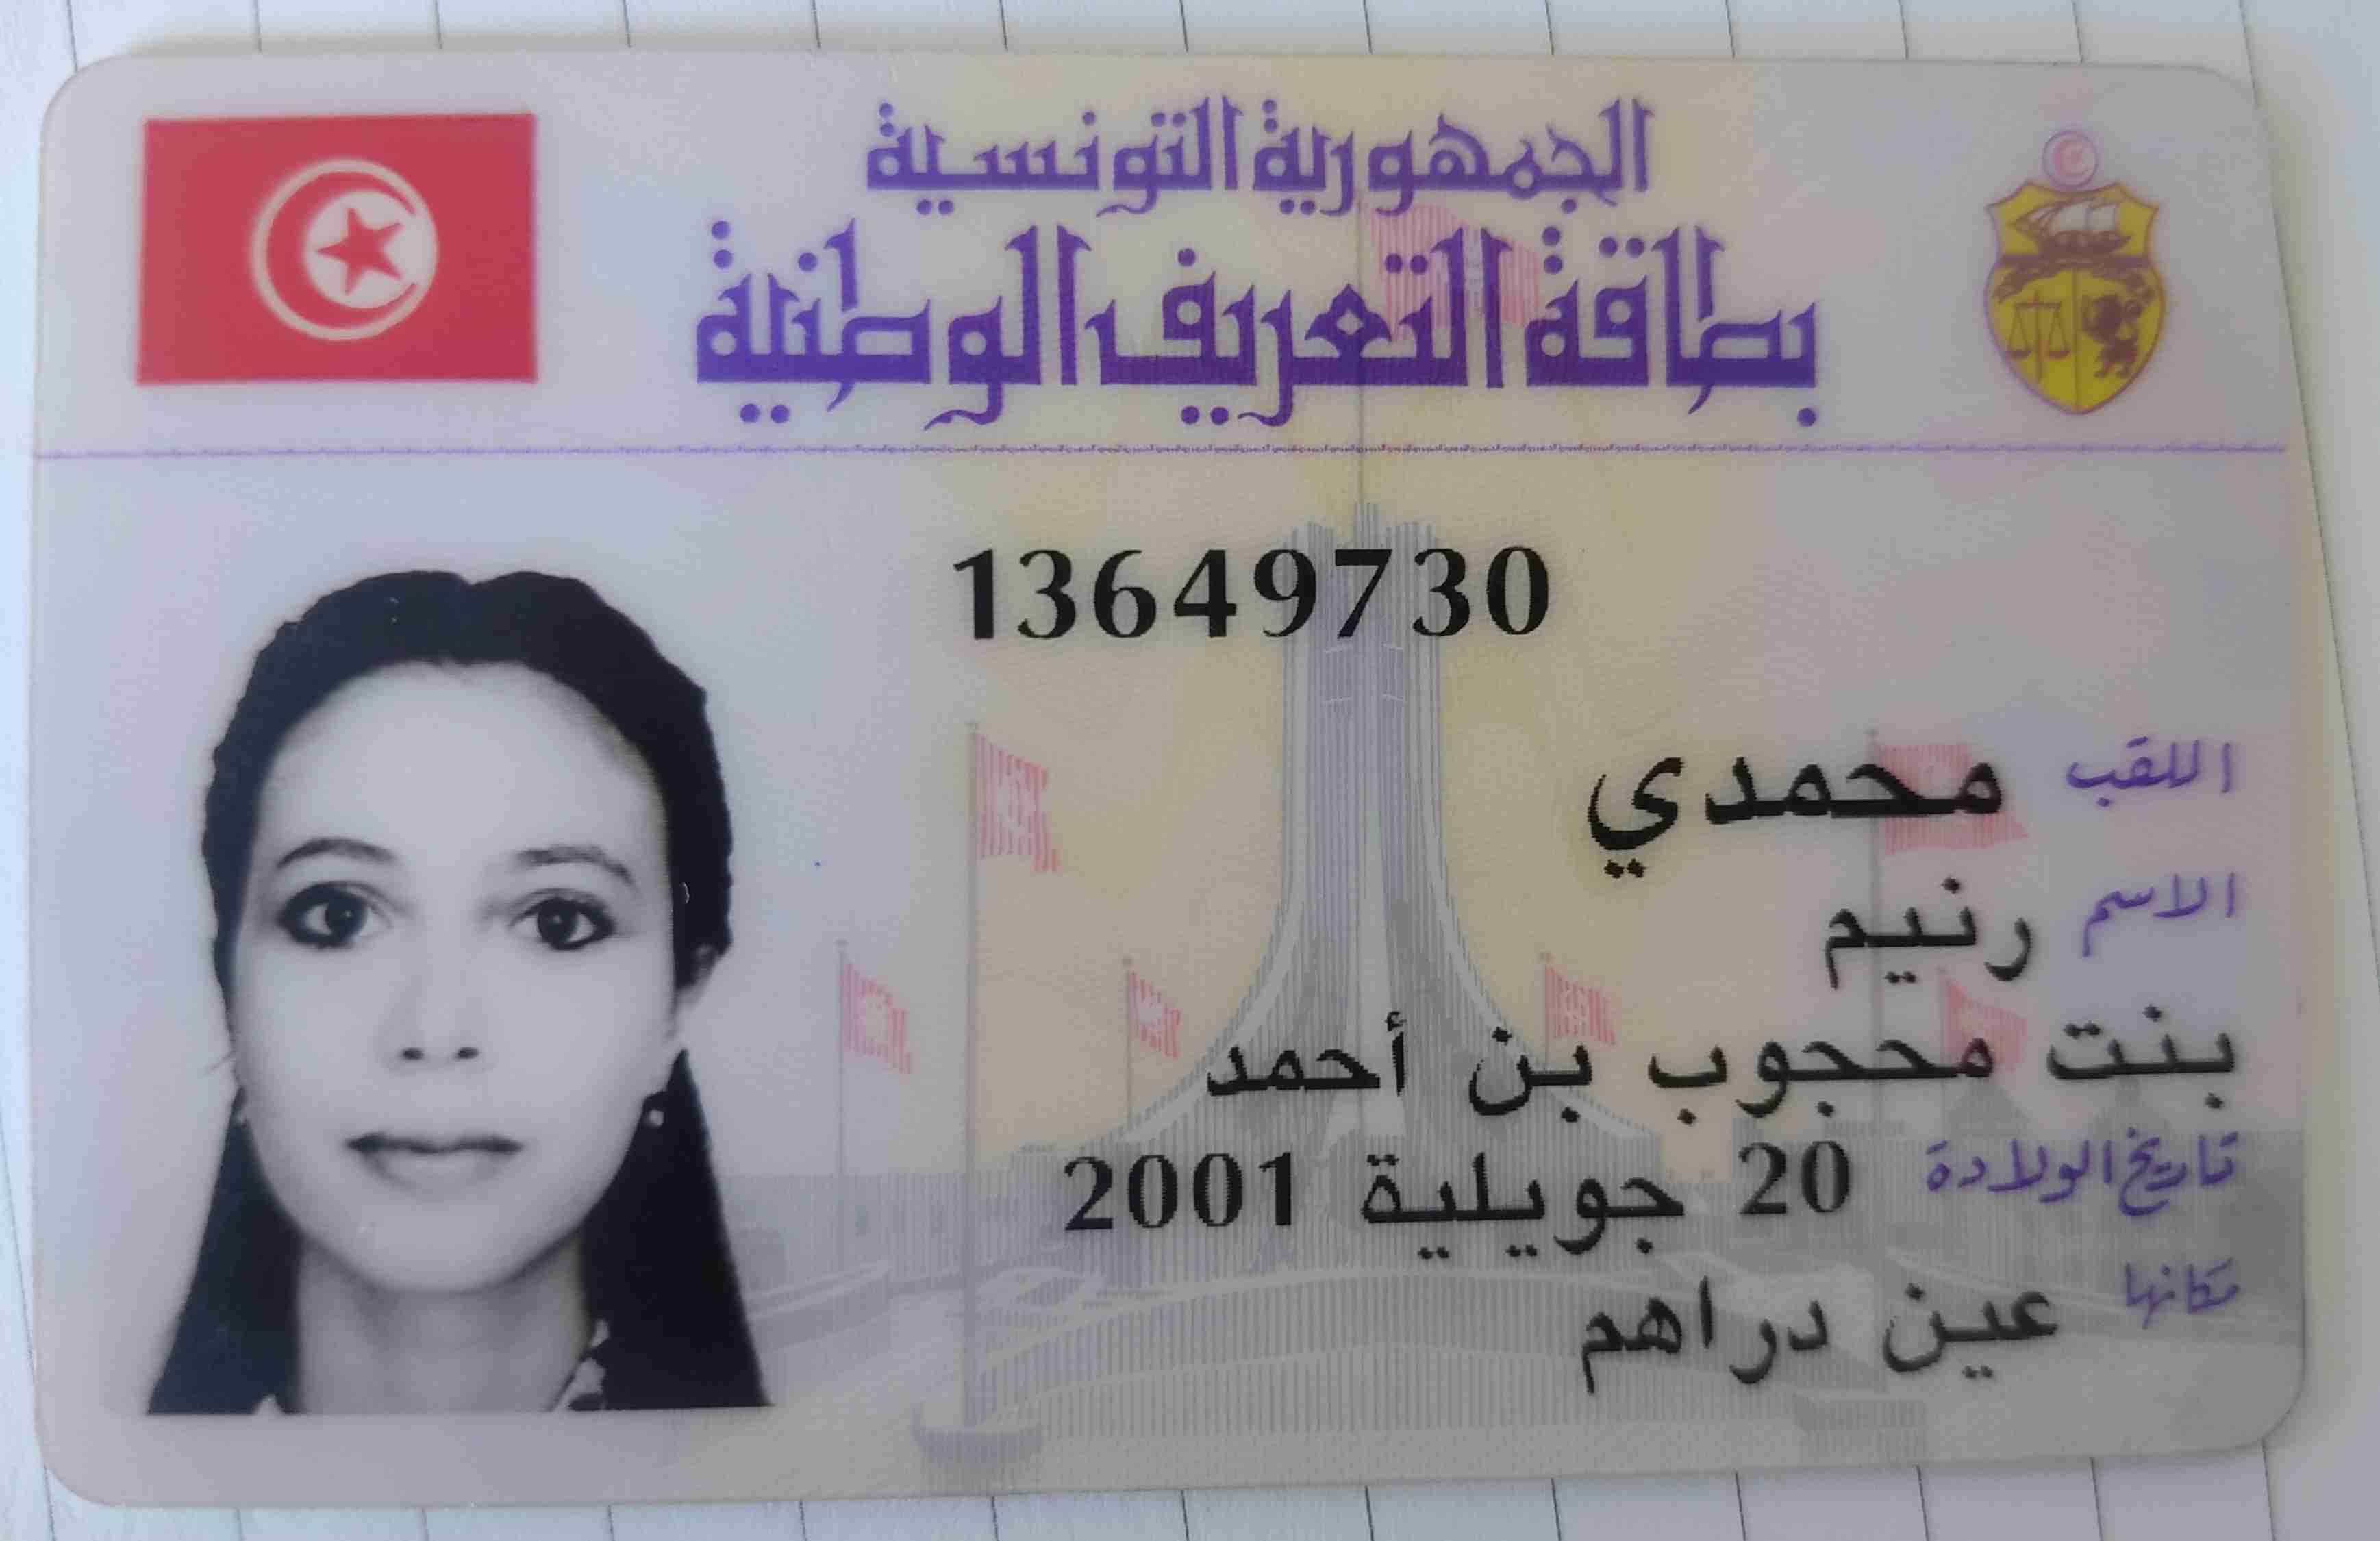 الجمهورية التونسية
بطاقة التعريف الوطنية
13649730
اللقب محمدي
الاسم رنيم
بنت محجوب بن أحمد
تاريخ الولادة 20 جويلية 2001
مكانها عين دراهم